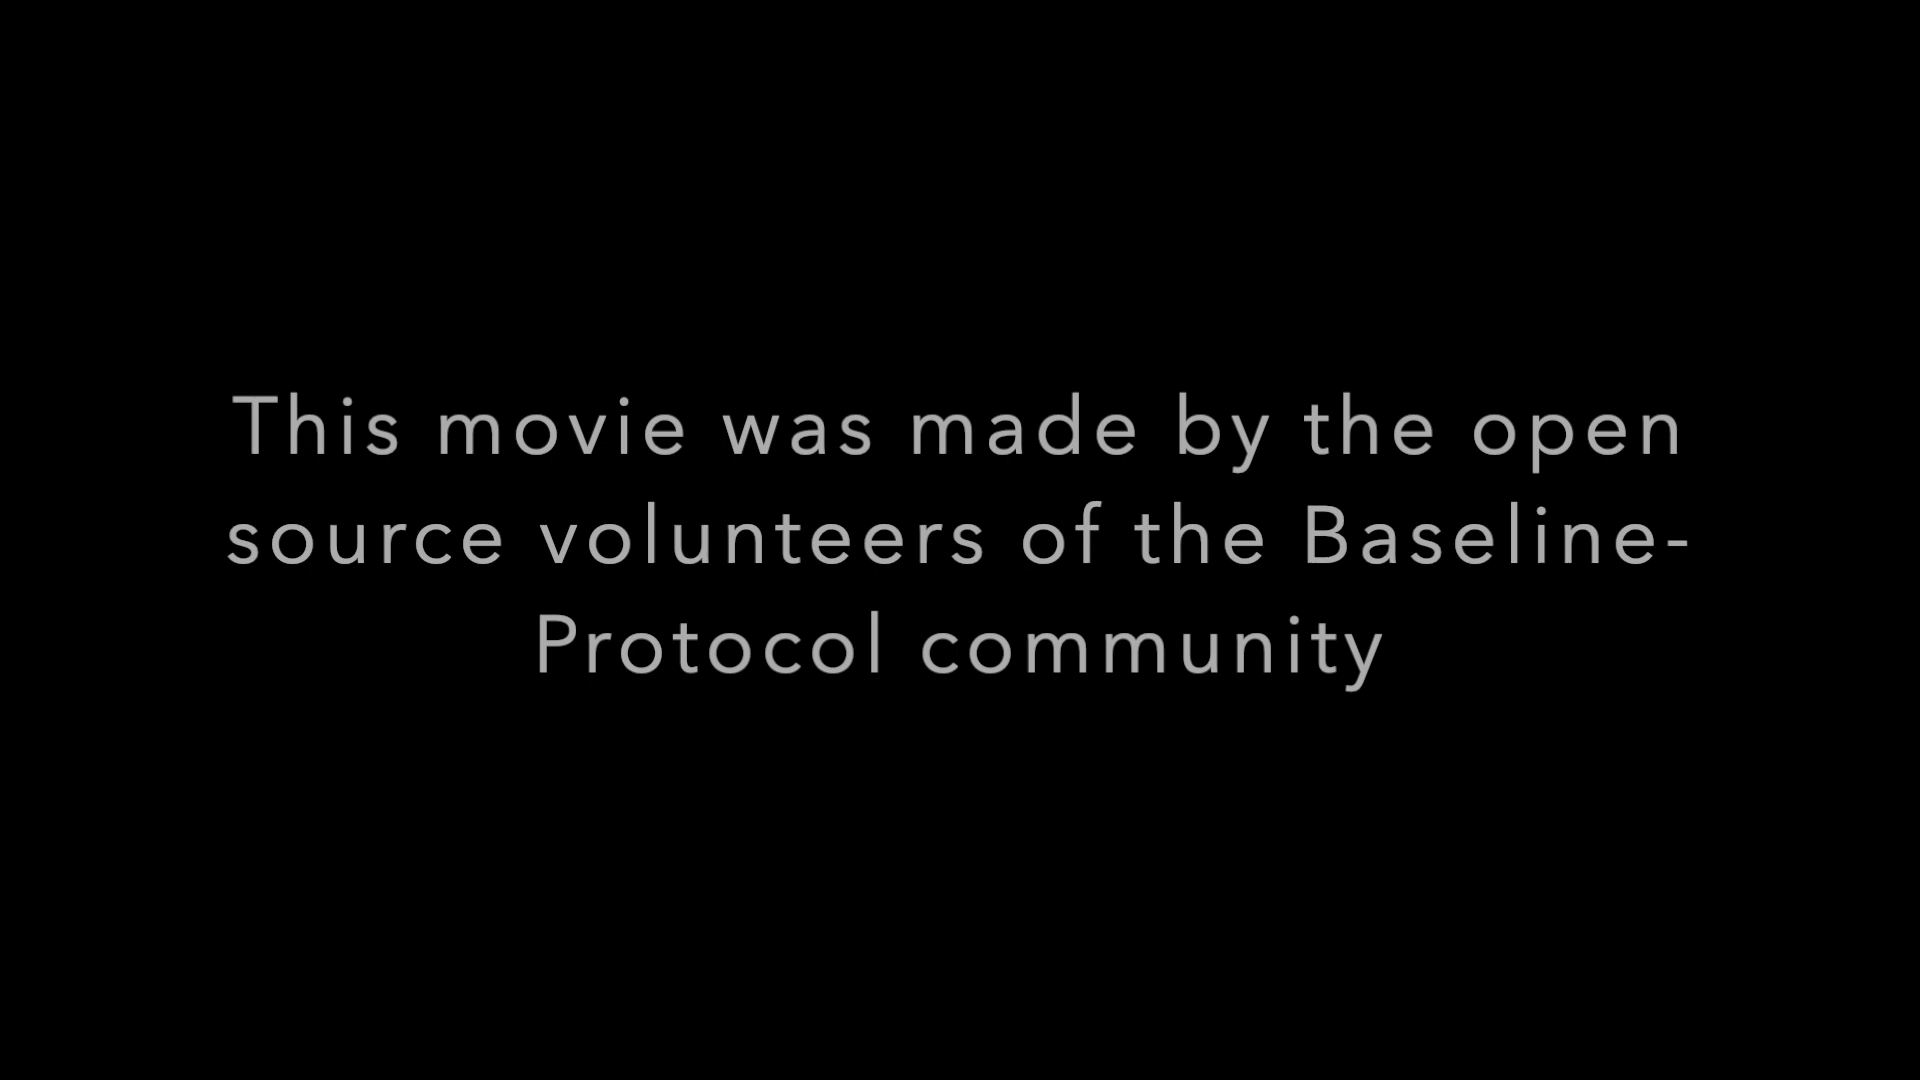 This movie was made by the open
source volunteers of the Baseline-
Protocol community